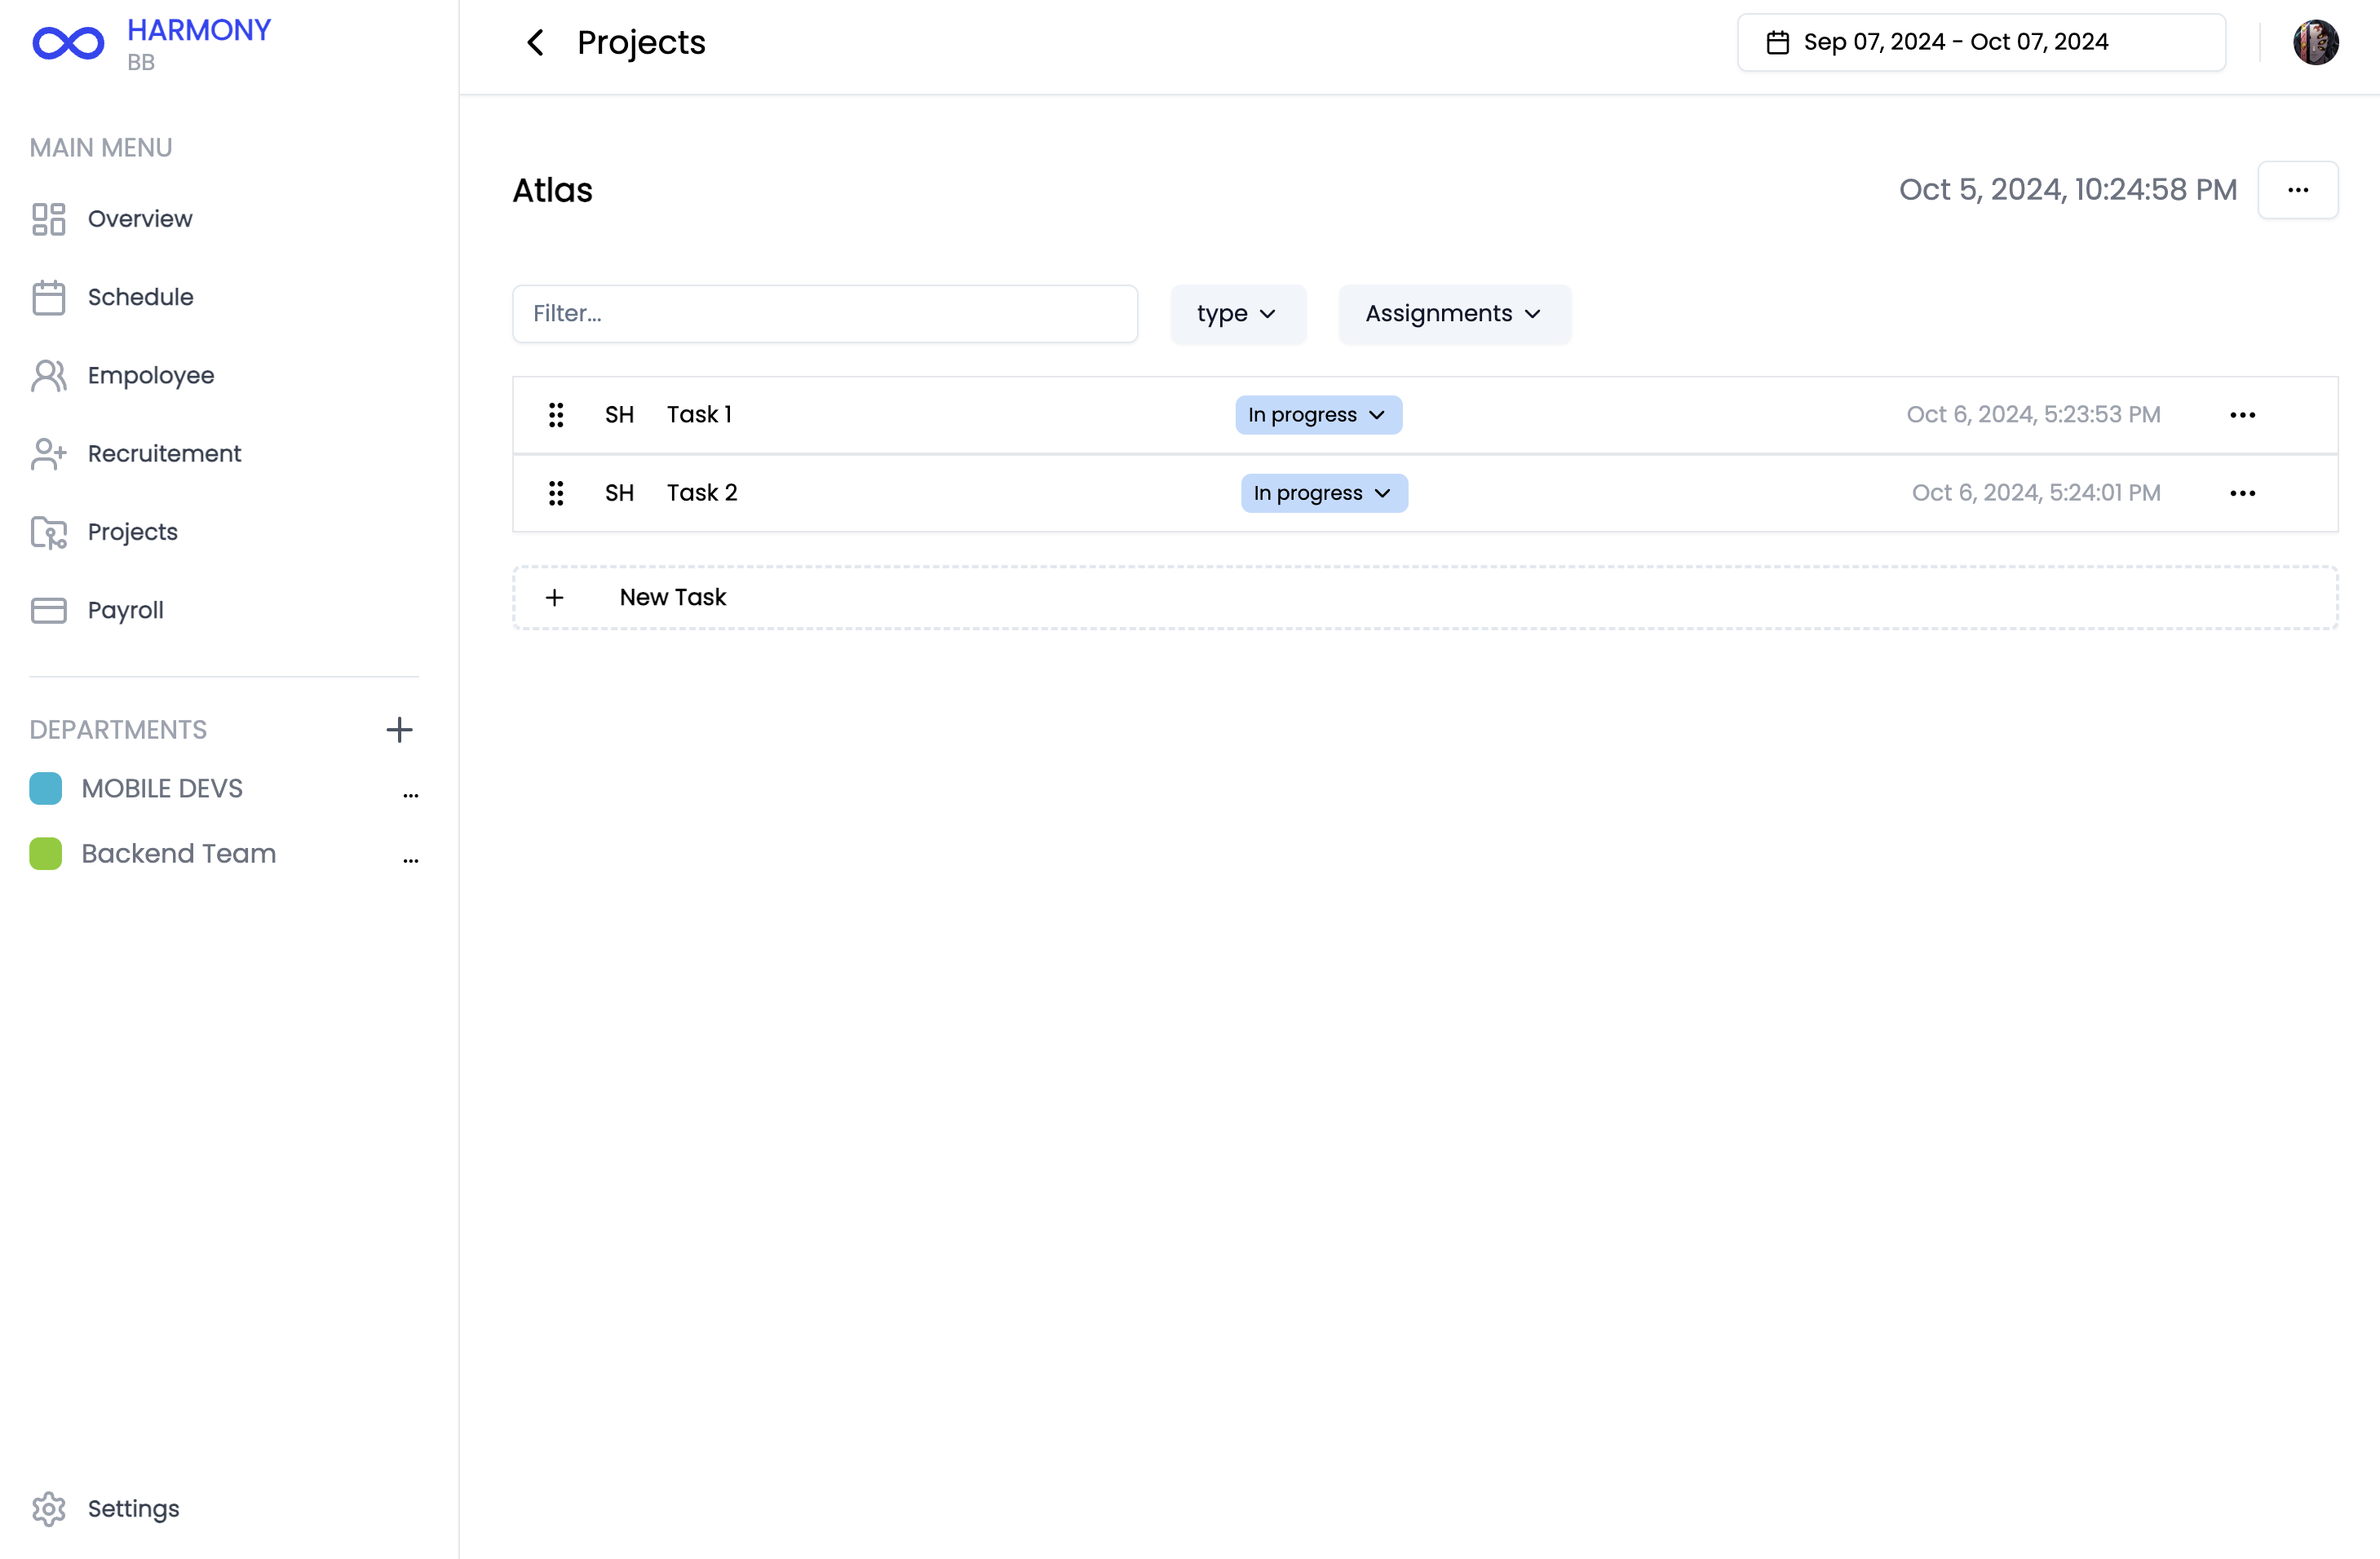 HARMONY
BB
MAIN MENU
Overview
Schedule
Empoloyee
Recruitement
Projects
Payroll
DEPARTMENTS
MOBILE DEVS
...
Backend Team
...
Settings
Projects
Sep 07, 2024 - Oct 07, 2024
Atlas
Oct 5, 2024, 10:24:58 PM
Filter...
type
Assignments
SH Task 1 In progress Oct 6, 2024, 5:23:53 PM
SH Task 2 In progress Oct 6, 2024, 5:24:01 PM
+ New Task